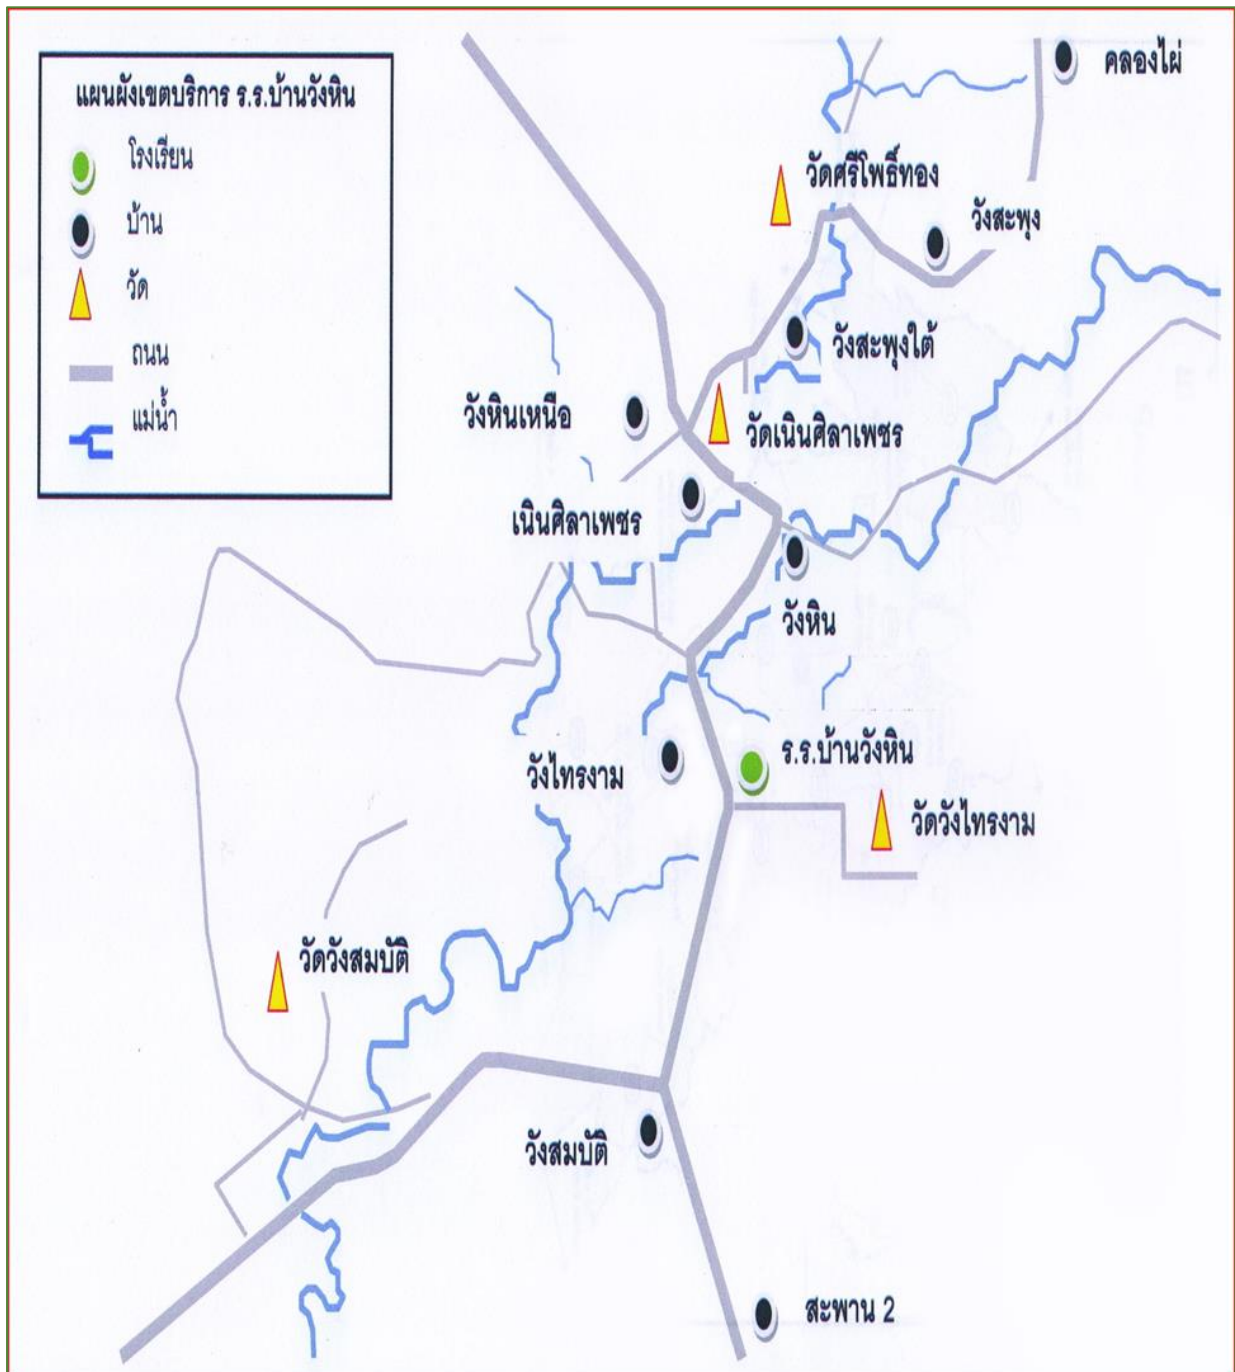 แผนผังเขตบริการ ร.ร.บ้านวังหิน
โรงเรียน
บ้าน
วัด
ถนน
แม่น้ำ
คลองไผ่
วัดศรีโพธิ์ทอง
วังสะพุง
วังสะพุงใต้
วังหินเหนือ
วัดเนินศิลาเพชร
เนินศิลาเพชร
วังหิน
ร.ร.บ้านวังหิน
วังไทรงาม
วัดวังไทรงาม
วัดวังสมบัติ
วังสมบัติ
สะพาน 2